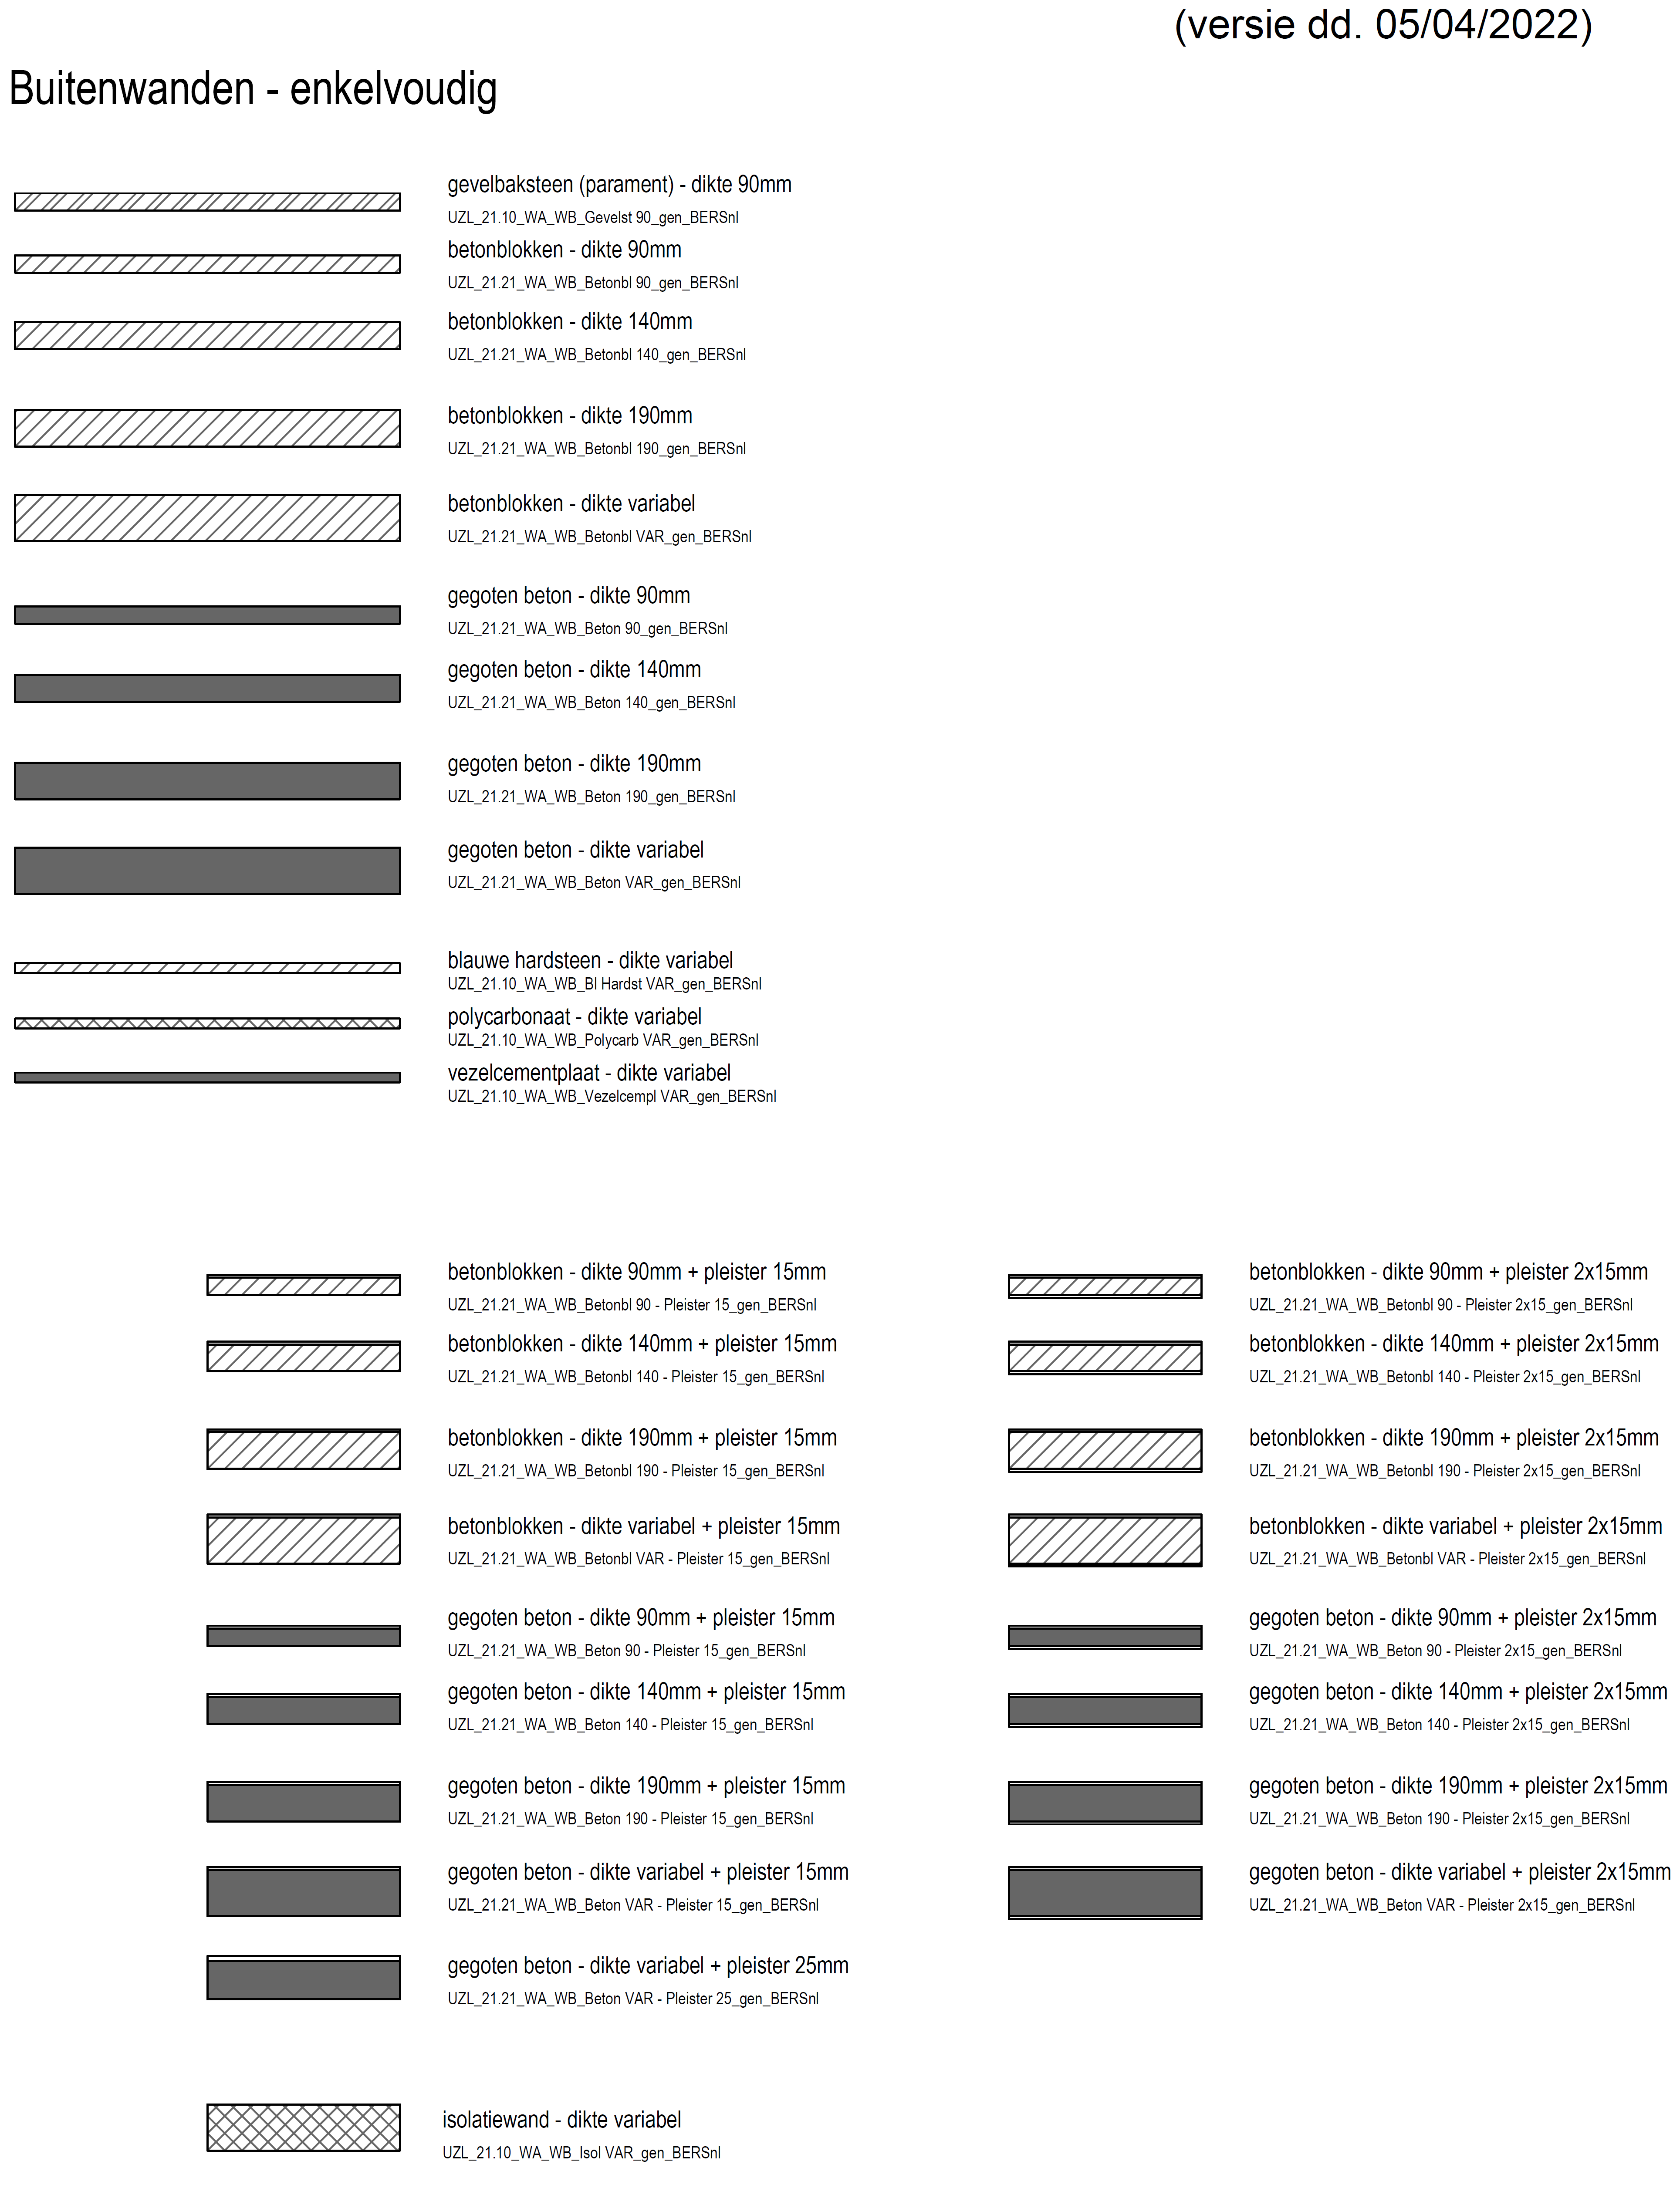 (versie dd. 05/04/2022)
Buitenwanden - enkelvoudig
gevelbaksteen (parament) - dikte 90mm
UZL_21.10_WA_WB_Gevelst 90_gen_BERSnl
betonblokken - dikte 90mm
UZL_21.21_WA_WB_Betonbl 90_gen_BERSnl
betonblokken - dikte 140mm
UZL_21.21_WA_WB_Betonbl 140_gen_BERSnl
betonblokken - dikte 190mm
UZL_21.21_WA_WB_Betonbl 190_gen_BERSnl
betonblokken - dikte variabel
UZL_21.21_WA_WB_Betonbl VAR_gen_BERSnl
gegoten beton - dikte 90mm
UZL_21.21_WA_WB_Beton 90_gen_BERSnl
gegoten beton - dikte 140mm
UZL_21.21_WA_WB_Beton 140_gen_BERSnl
gegoten beton - dikte 190mm
UZL_21.21_WA_WB_Beton 190_gen_BERSnl
gegoten beton - dikte variabel
UZL_21.21_WA_WB_Beton VAR_gen_BERSnl
blauwe hardsteen - dikte variabel
UZL_21.10_WA_WB_Bl Hardst VAR_gen_BERSnl
polycarbonaat - dikte variabel
UZL_21.10_WA_WB_Polycarb VAR_gen_BERSnl
vezelcementplaat - dikte variabel
UZL_21.10_WA_WB_Vezelcempl VAR_gen_BERSnl
betonblokken - dikte 90mm + pleister 15mm
UZL_21.21_WA_WB_Betonbl 90 - Pleister 15_gen_BERSnl
betonblokken - dikte 140mm + pleister 15mm
UZL_21.21_WA_WB_Betonbl 140 - Pleister 15_gen_BERSnl
betonblokken - dikte 190mm + pleister 15mm
UZL_21.21_WA_WB_Betonbl 190 - Pleister 15_gen_BERSnl
betonblokken - dikte variabel + pleister 15mm
UZL_21.21_WA_WB_Betonbl VAR - Pleister 15_gen_BERSnl
gegoten beton - dikte 90mm + pleister 15mm
UZL_21.21_WA_WB_Beton 90 - Pleister 15_gen_BERSnl
gegoten beton - dikte 140mm + pleister 15mm
UZL_21.21_WA_WB_Beton 140 - Pleister 15_gen_BERSnl
gegoten beton - dikte 190mm + pleister 15mm
UZL_21.21_WA_WB_Beton 190 - Pleister 15_gen_BERSnl
gegoten beton - dikte variabel + pleister 15mm
UZL_21.21_WA_WB_Beton VAR - Pleister 15_gen_BERSnl
gegoten beton - dikte variabel + pleister 25mm
UZL_21.21_WA_WB_Beton VAR - Pleister 25_gen_BERSnl
isolatiewand - dikte variabel
UZL_21.10_WA_WB_Isol VAR_gen_BERSnl
betonblokken - dikte 90mm + pleister 2x15mm
UZL_21.21_WA_WB_Betonbl 90 - Pleister 2x15_gen_BERSnl
betonblokken - dikte 140mm + pleister 2x15mm
UZL_21.21_WA_WB_Betonbl 140 - Pleister 2x15_gen_BERSnl
betonblokken - dikte 190mm + pleister 2x15mm
UZL_21.21_WA_WB_Betonbl 190 - Pleister 2x15_gen_BERSnl
betonblokken - dikte variabel + pleister 2x15mm
UZL_21.21_WA_WB_Betonbl VAR - Pleister 2x15_gen_BERSnl
gegoten beton - dikte 90mm + pleister 2x15mm
UZL_21.21_WA_WB_Beton 90 - Pleister 2x15_gen_BERSnl
gegoten beton - dikte 140mm + pleister 2x15mm
UZL_21.21_WA_WB_Beton 140 - Pleister 2x15_gen_BERSnl
gegoten beton - dikte 190mm + pleister 2x15mm
UZL_21.21_WA_WB_Beton 190 - Pleister 2x15_gen_BERSnl
gegoten beton - dikte variabel + pleister 2x15mm
UZL_21.21_WA_WB_Beton VAR - Pleister 2x15_gen_BERSnl